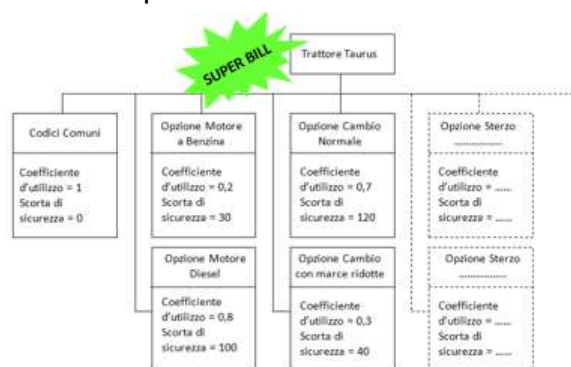 SUPER BILL
Trattore Taurus
Codici Comuni
Coefficiente
d'utilizzo = 1
Scorta di
sicurezza = 0
Opzione Motore
a Benzina
Coefficiente
d'utilizzo = 0,2
Scorta di
sicurezza = 30
Opzione Cambio
Normale
Coefficiente
d'utilizzo = 0,7
Scorta di
sicurezza = 120
Opzione Sterzo
..................
Coefficiente
d'utilizzo = ......
Scorta di
sicurezza = ......
Opzione Motore
Diesel
Coefficiente
d'utilizzo = 0,8
Scorta di
sicurezza = 100
Opzione Cambio
con marce ridotte
Coefficiente
d'utilizzo = 0,3
Scorta di
sicurezza = 40
Opzione Sterzo
..................
Coefficiente
d'utilizzo = ......
Scorta di
sicurezza = ......